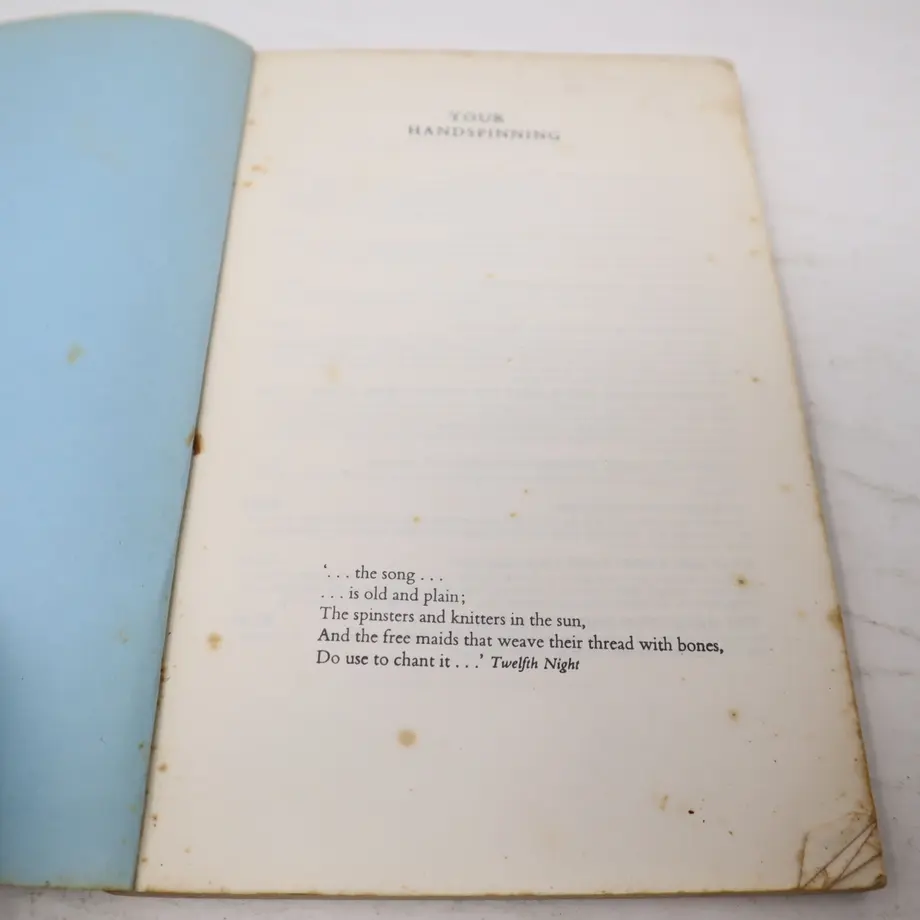 YOUR
HANDSPINNING
‘. . . the song . . .
. . . is old and plain;
The spinsters and knitters in the sun,
And the free maids that weave their thread with bones,
Do use to chant it . . .’ Twelfth Night